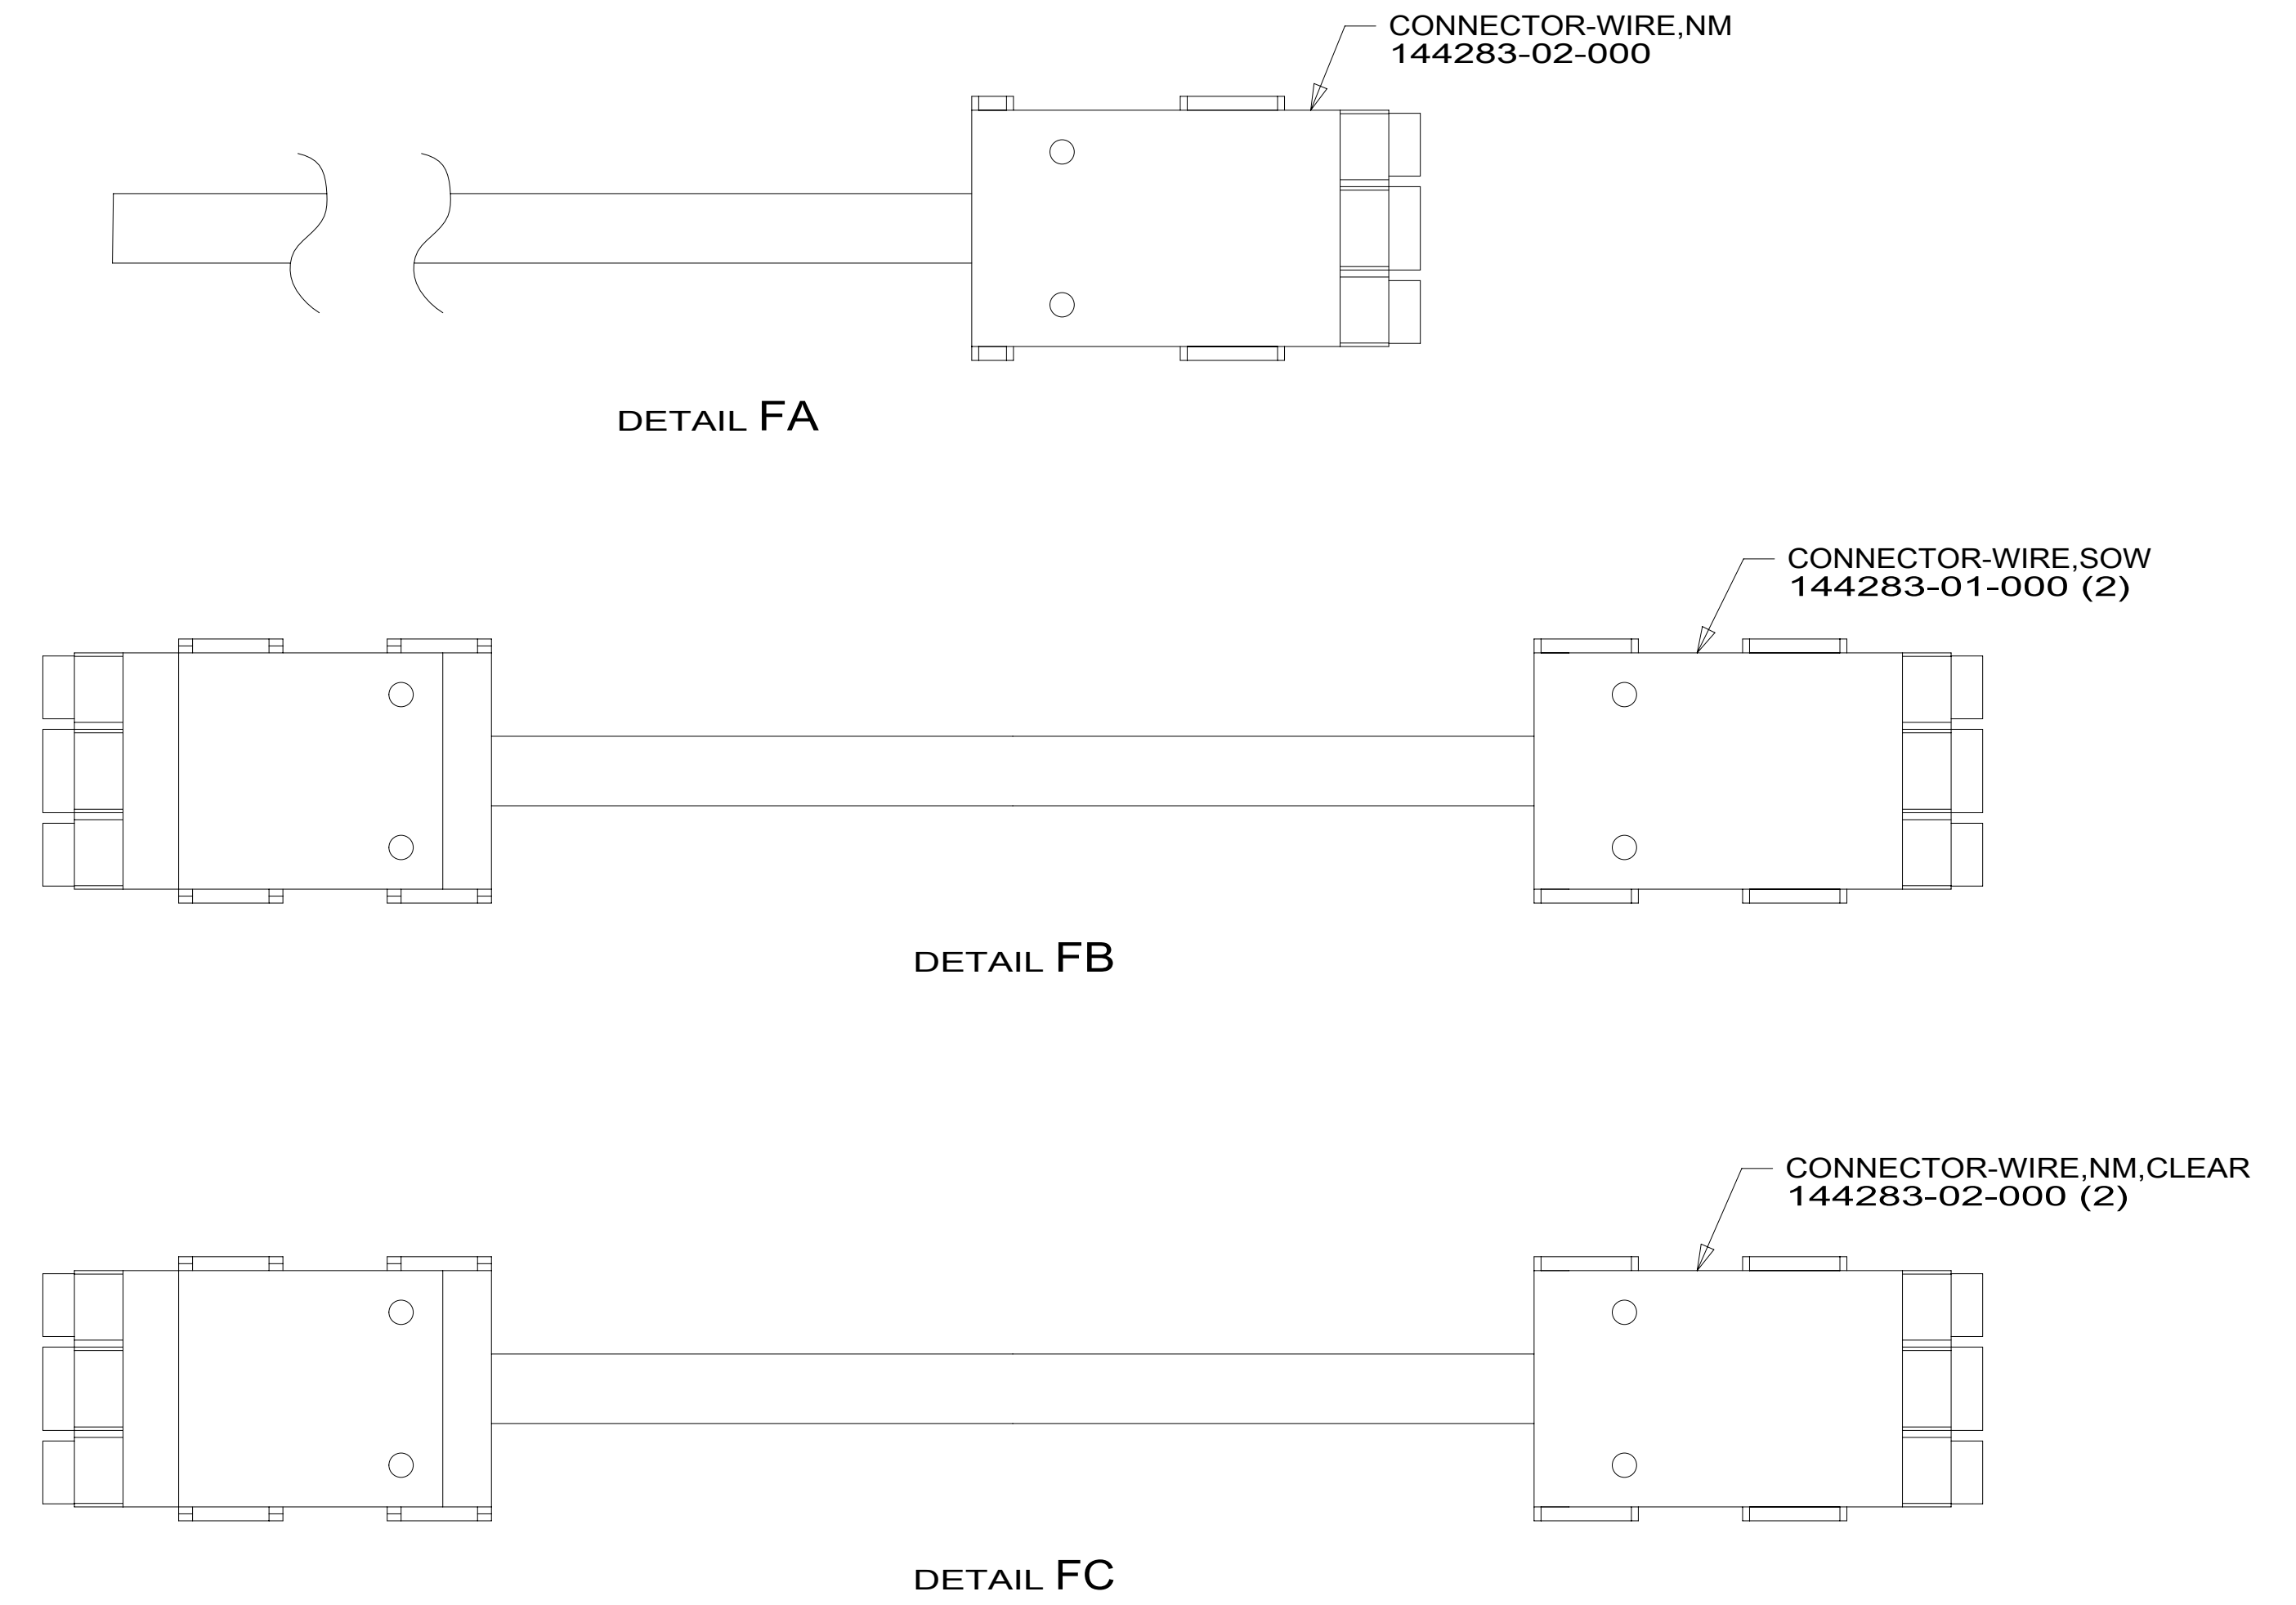 CONNECTOR-WIRE,NM
144283-02-000
DETAIL FA
CONNECTOR-WIRE,SOW
144283-01-000 (2)
DETAIL FB
CONNECTOR-WIRE,NM,CLEAR
144283-02-000 (2)
DETAIL FC